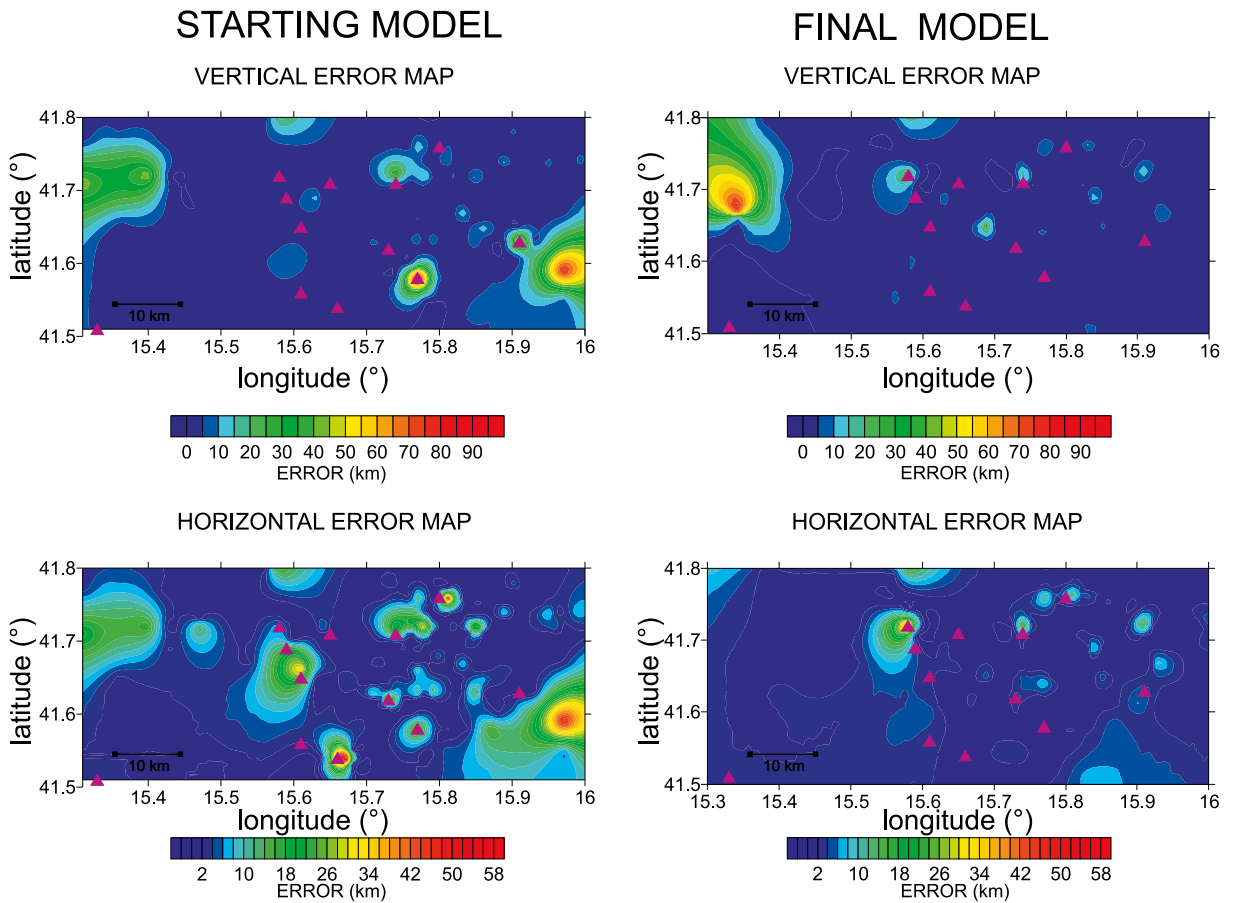 STARTING MODEL
FINAL MODEL
VERTICAL ERROR MAP
VERTICAL ERROR MAP
41.8
41.7
41.6
41.5
latitude (°)
10 km
15.4 15.5 15.6 15.7 15.8 15.9 16
longitude (°)
0 10 20 30 40 50 60 70 80 90
ERROR (km)
41.8
41.7
41.6
41.5
latitude (°)
10 km
15.4 15.5 15.6 15.7 15.8 15.9 16
longitude (°)
0 10 20 30 40 50 60 70 80 90
ERROR (km)
HORIZONTAL ERROR MAP
HORIZONTAL ERROR MAP
41.8
41.7
41.6
41.5
latitude (°)
10 km
15.4 15.5 15.6 15.7 15.8 15.9 16
longitude (°)
2 10 18 26 34 42 50 58
ERROR (km)
41.8
41.7
41.6
41.5
latitude (°)
10 km
15.3 15.4 15.5 15.6 15.7 15.8 15.9 16
longitude (°)
2 10 18 26 34 42 50 58
ERROR (km)